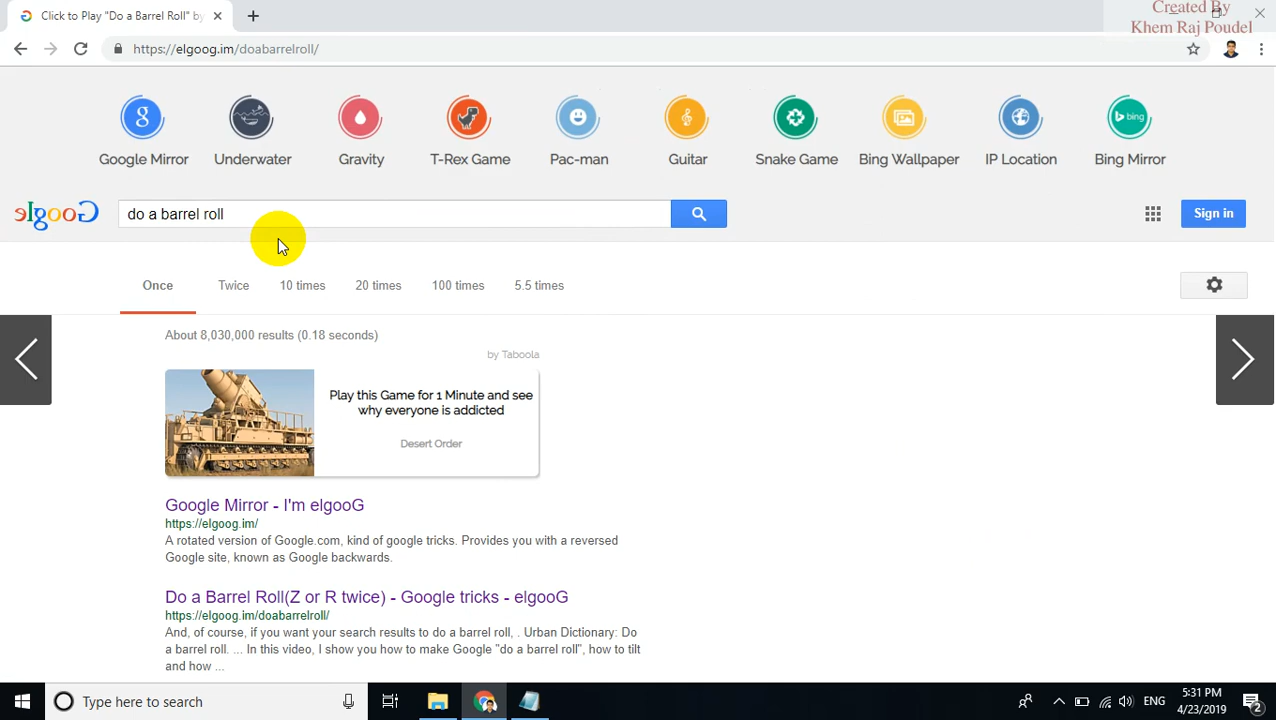 Click to Play "Do a Barrel Roll" by
Created By
Khem Raj Poudel
https://elgoog.im/doabarrelroll/
g
bing
Google Mirror
Underwater
Gravity
T-Rex Game
Pac-man
Guitar
Snake Game
Bing Wallpaper
IP Location
Bing Mirror
Google
do a barrel roll
Sign in
Once
Twice
10 times
20 times
100 times
5.5 times
About 8,030,000 results (0.18 seconds)
by Taboola
Play this Game for 1 Minute and see
why everyone is addicted
Desert Order
Google Mirror - I'm elgooG
https://elgoog.im/
A rotated version of Google.com, kind of google tricks. Provides you with a reversed
Google site, known as Google backwards.
Do a Barrel Roll(Z or R twice) - Google tricks - elgooG
https://elgoog.im/doabarrelroll/
And, of course, if you want your search results to do a barrel roll, . Urban Dictionary: Do
a barrel roll. ... In this video, I show you how to make Google "do a barrel roll", how to tilt
and how ...
Type here to search
ENG
5:31 PM
4/23/2019
2